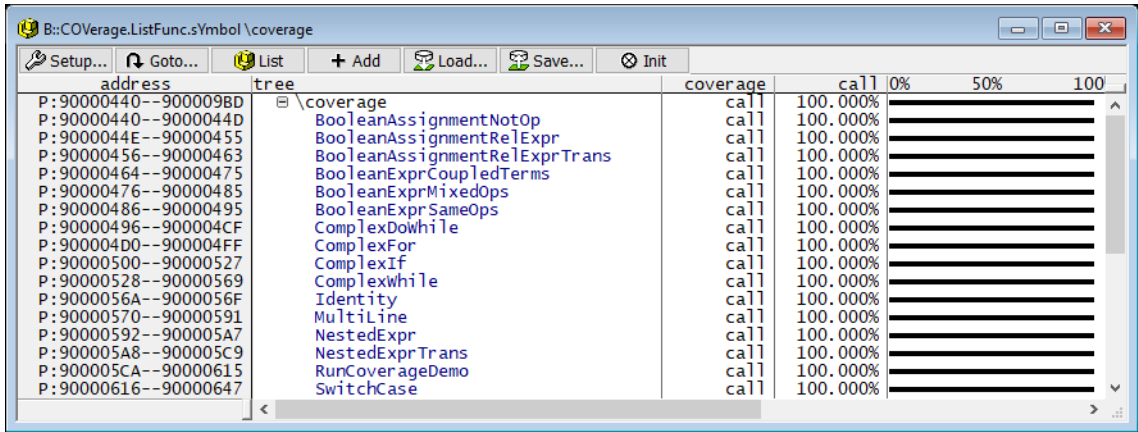 B::COVerage.ListFunc.sYmbol \coverage
Setup... Goto... List + Add Load... Save... Init
address tree coverage call 0% 50% 100
P:90000440--900009BD \coverage call 100.000%
P:90000440--9000044D BooleanAssignmentNotOp call 100.000%
P:9000044E--90000455 BooleanAssignmentRelExpr call 100.000%
P:90000456--90000463 BooleanAssignmentRelExprTrans call 100.000%
P:90000464--90000475 BooleanExprCoupledTerms call 100.000%
P:90000476--90000485 BooleanExprMixedOps call 100.000%
P:90000486--90000495 BooleanExprSameOps call 100.000%
P:90000496--900004CF ComplexDoWhile call 100.000%
P:900004D0--900004FF ComplexFor call 100.000%
P:90000500--90000527 ComplexIf call 100.000%
P:90000528--90000569 ComplexWhile call 100.000%
P:9000056A--9000056F Identity call 100.000%
P:90000570--90000591 MultiLine call 100.000%
P:90000592--900005A7 NestedExpr call 100.000%
P:900005A8--900005C9 NestedExprTrans call 100.000%
P:900005CA--90000615 RunCoverageDemo call 100.000%
P:90000616--90000647 SwitchCase call 100.000%